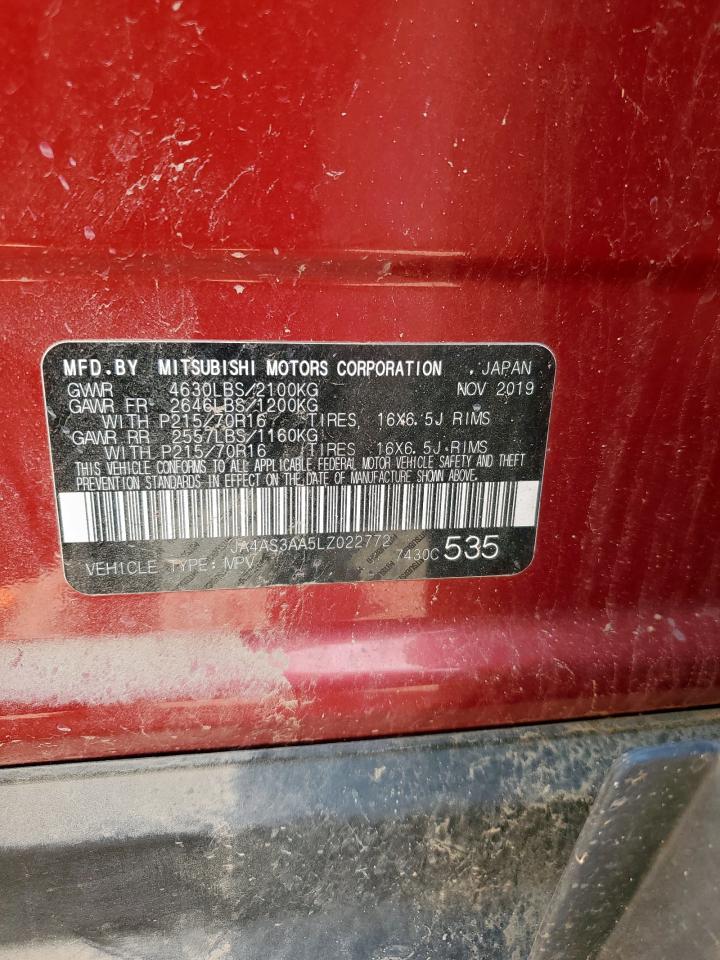 MFD.BY MITSUBISHI MOTORS CORPORATION . JAPAN
GVWR 4630LBS/2100KG NOV 2019
GAWR FR 2646LBS/1200KG
WITH P215/70R16 TIRES, 16X6.5J RIMS
GAWR RR 2557LBS/1160KG
WITH P215/70R16 TIRES, 16X6.5J RIMS
THIS VEHICLE CONFORMS TO ALL APPLICABLE FEDERAL MOTOR VEHICLE SAFETY AND THEFT
PREVENTION STANDARDS IN EFFECT ON THE DATE OF MANUFACTURE SHOWN ABOVE.
JA4AS3AA5LZ022772
VEHICLE TYPE: MPV 7430C 535